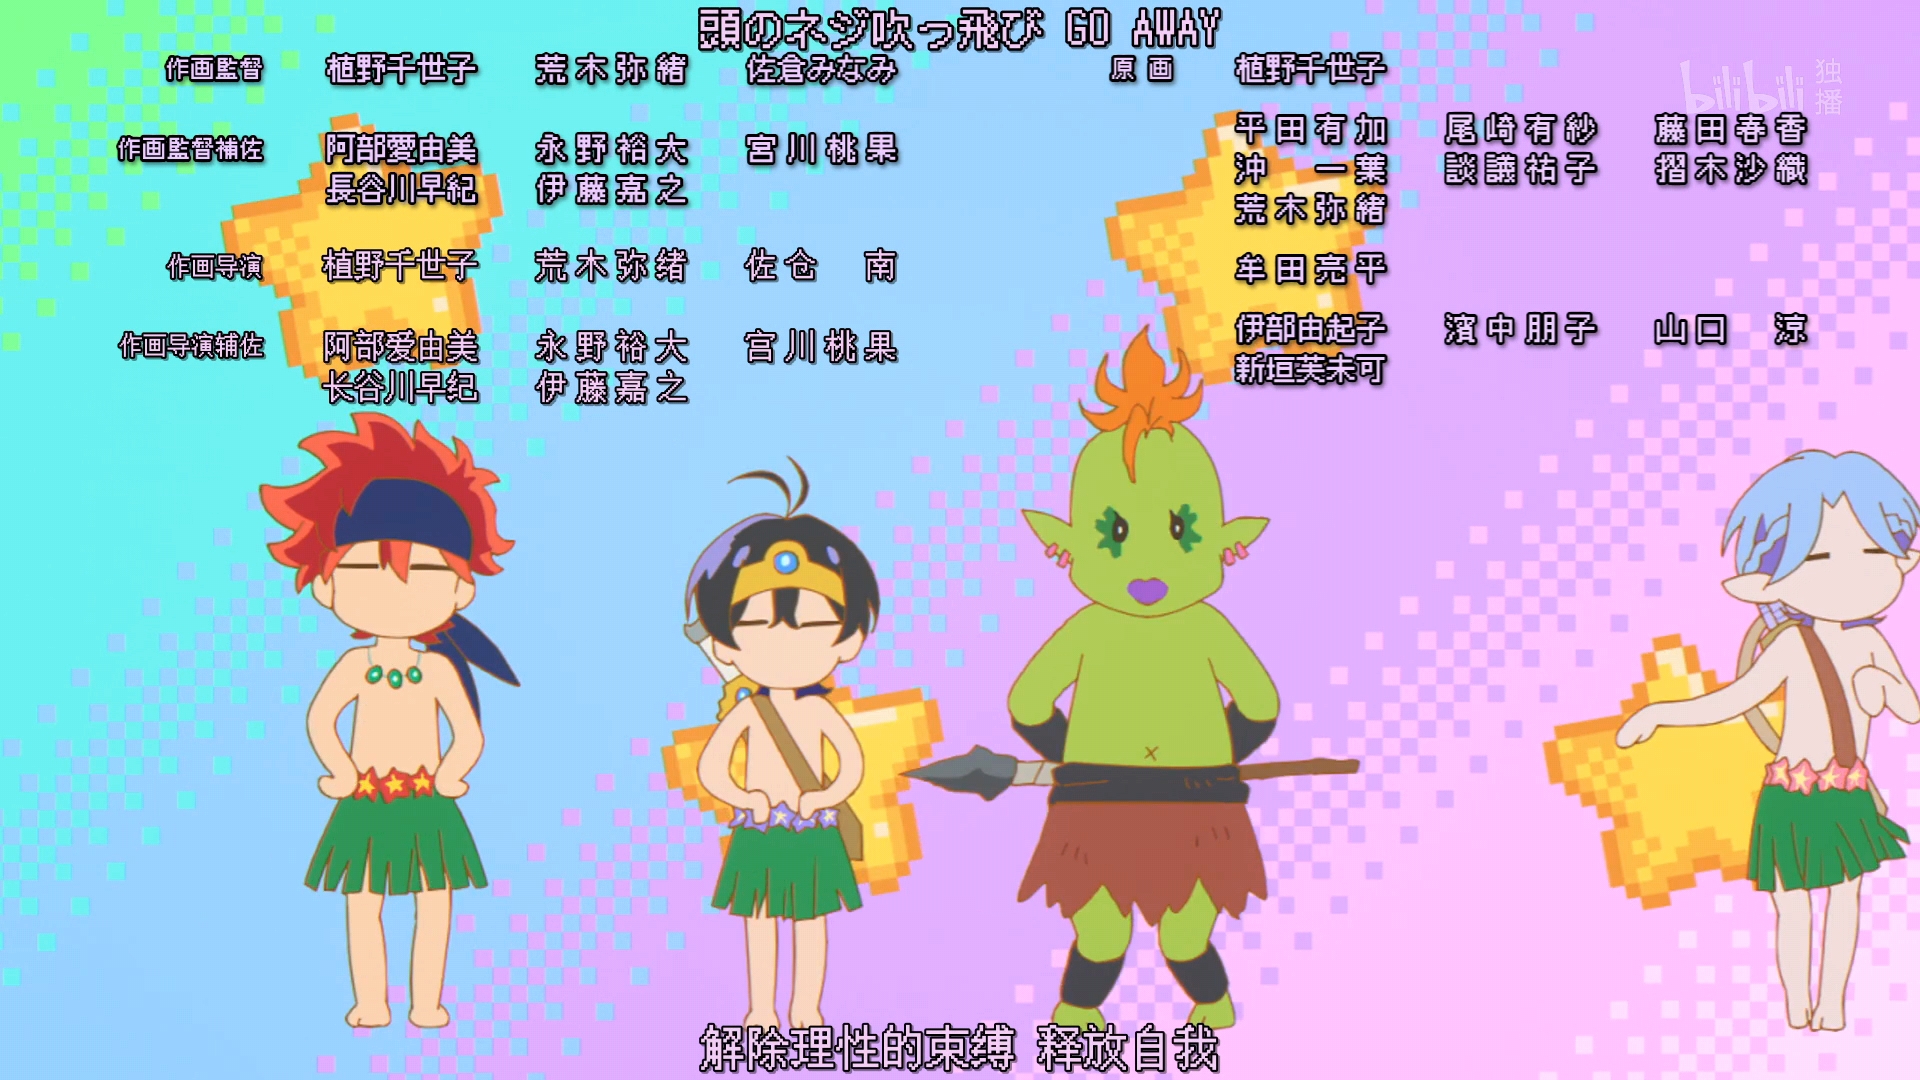 頭のネジ吹っ飛び GO AWAY
作画監督 植野千世子 荒木弥緒 佐倉みなみ
作画監督補佐 阿部愛由美 永野裕大 宮川桃果
長谷川早紀 伊藤嘉之
作画导演 植野千世子 荒木弥绪 佐仓 南
作画导演辅佐 阿部爱由美 永野裕大 宫川桃果
长谷川早纪 伊藤嘉之
原画 植野千世子
平田有加 尾崎有紗 藤田春香
沖 一葉 談議祐子 摺木沙織
荒木弥緒
牟田亮平
伊部由起子 濱中朋子 山口 涼
新垣芙未可
bilibili 独播
解除理性的束缚 释放自我